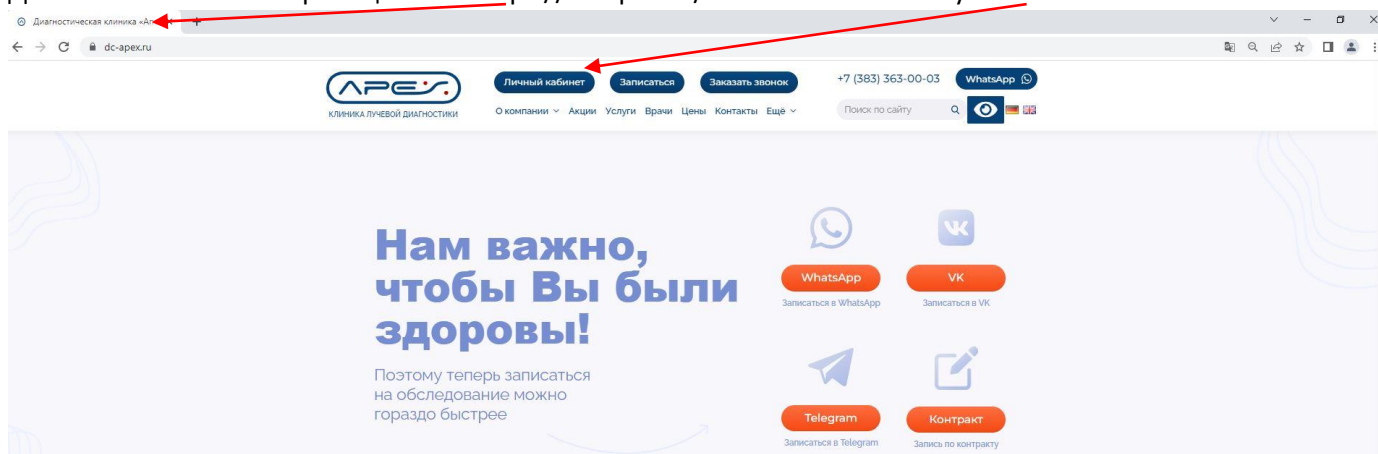 Диагностическая клиника «Апе
dc-apex.ru
APEX
КЛИНИКА ЛУЧЕВОЙ ДИАГНОСТИКИ
Личный кабинет
Записаться
Заказать звонок
+7 (383) 363-00-03
WhatsApp
О компании
Акции
Услуги
Врачи
Цены
Контакты
Ещё
Поиск по сайту
Нам важно,
чтобы Вы были
здоровы!
Поэтому теперь записаться
на обследование можно
гораздо быстрее
WhatsApp
Записаться в WhatsApp
VK
Записаться в VK
Telegram
Записаться в Telegram
Контракт
Запись по контракту